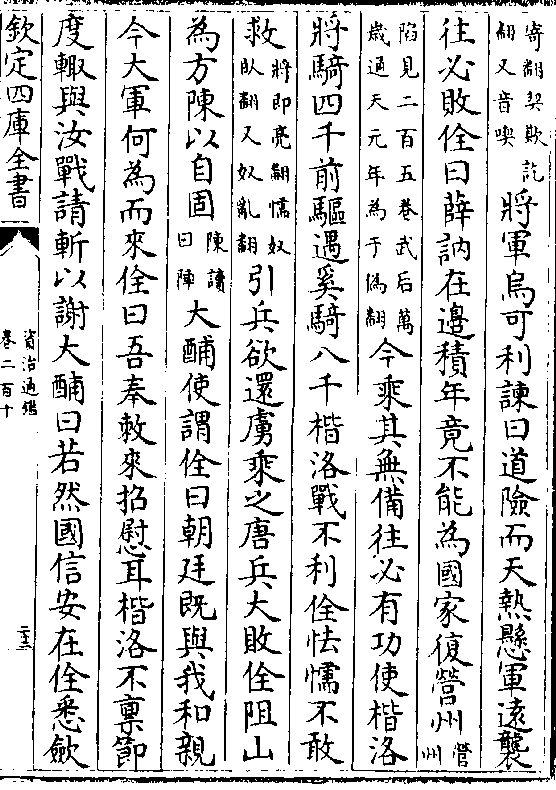 寄翻契欺訖
翻又音喫
將軍烏可利諫曰道險而天熱懸軍遠襲
往必敗佺曰薛訥在邊積年竟不能為國家復營州
營州
陷見二百五卷武后萬
歲通天元年為于偽翻
今乘其無備往必有功使楷洛
將騎四千前驅遇奚騎八千楷洛戰不利佺怯懦不敢
救
將即亮翻懦奴
臥翻又奴亂翻
引兵欲還虜乘之唐兵大敗佺阻山
為方陳以自固
陳讀
曰陣
大酺使謂佺曰朝廷既與我和親
今大軍何為而來佺曰吾奉敕來招慰耳楷洛不禀節
度輙與汝戰請斬以謝大酺曰若然國信安在佺悉歛
欽定四庫全書
資治通鑑
卷二百十